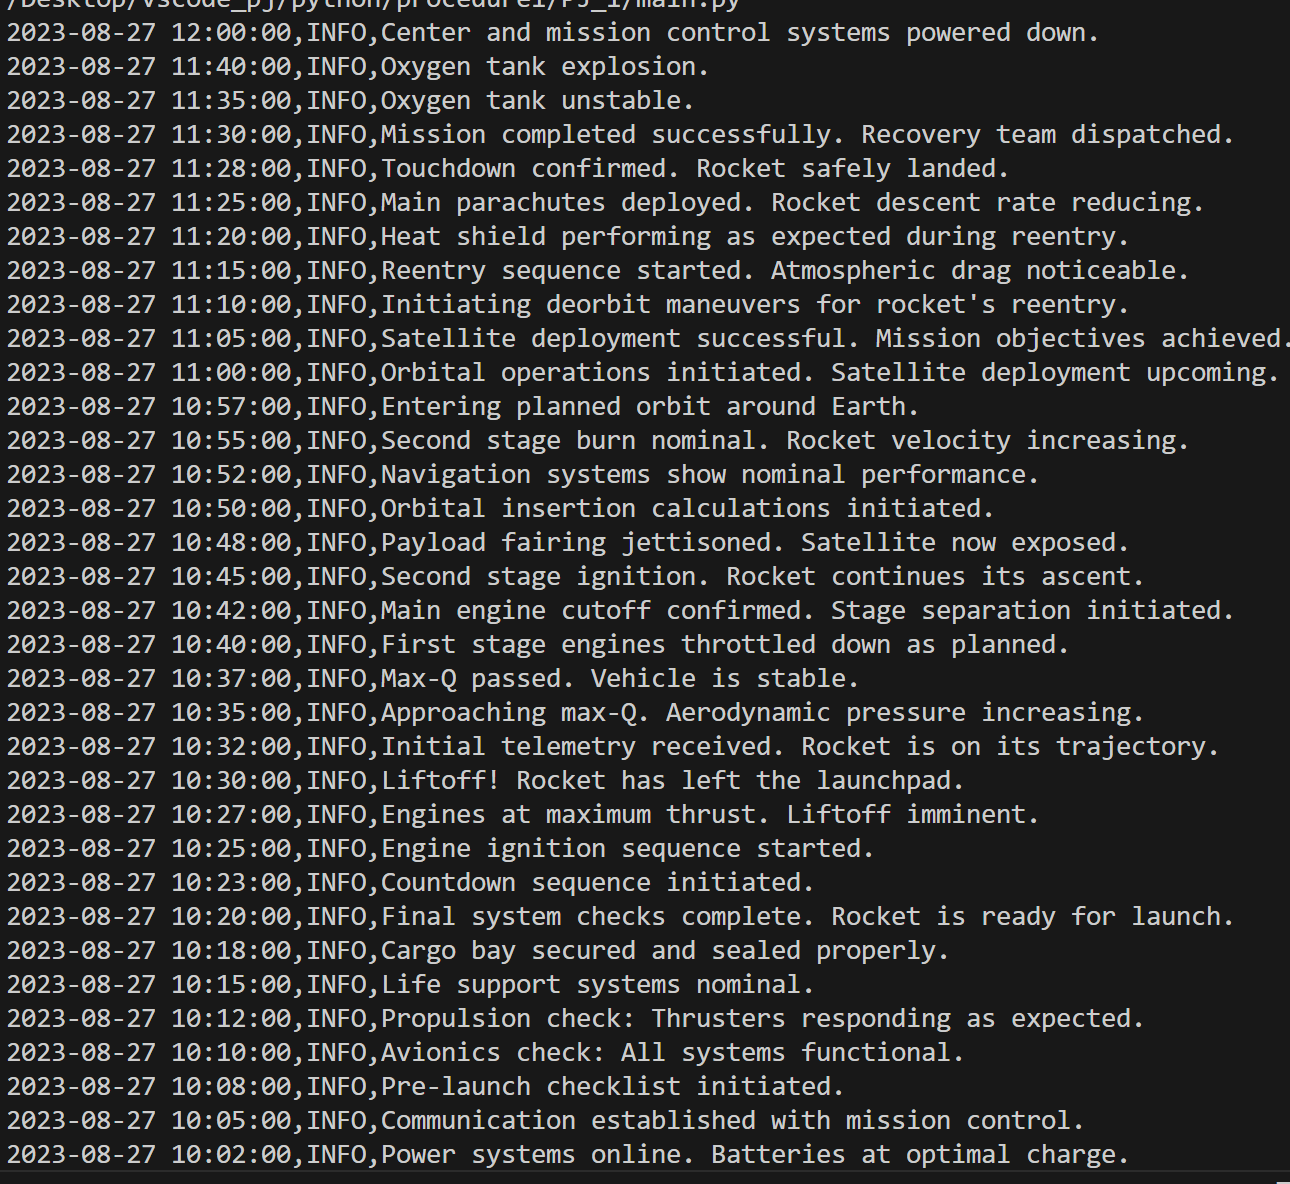 /Desktop/vscode_pj/python/procedure1/PJ_1/main.py
2023-08-27 12:00:00,INFO,Center and mission control systems powered down.
2023-08-27 11:40:00,INFO,Oxygen tank explosion.
2023-08-27 11:35:00,INFO,Oxygen tank unstable.
2023-08-27 11:30:00,INFO,Mission completed successfully. Recovery team dispatched.
2023-08-27 11:28:00,INFO,Touchdown confirmed. Rocket safely landed.
2023-08-27 11:25:00,INFO,Main parachutes deployed. Rocket descent rate reducing.
2023-08-27 11:20:00,INFO,Heat shield performing as expected during reentry.
2023-08-27 11:15:00,INFO,Reentry sequence started. Atmospheric drag noticeable.
2023-08-27 11:10:00,INFO,Initiating deorbit maneuvers for rocket's reentry.
2023-08-27 11:05:00,INFO,Satellite deployment successful. Mission objectives achieved.
2023-08-27 11:00:00,INFO,Orbital operations initiated. Satellite deployment upcoming.
2023-08-27 10:57:00,INFO,Entering planned orbit around Earth.
2023-08-27 10:55:00,INFO,Second stage burn nominal. Rocket velocity increasing.
2023-08-27 10:52:00,INFO,Navigation systems show nominal performance.
2023-08-27 10:50:00,INFO,Orbital insertion calculations initiated.
2023-08-27 10:48:00,INFO,Payload fairing jettisoned. Satellite now exposed.
2023-08-27 10:45:00,INFO,Second stage ignition. Rocket continues its ascent.
2023-08-27 10:42:00,INFO,Main engine cutoff confirmed. Stage separation initiated.
2023-08-27 10:40:00,INFO,First stage engines throttled down as planned.
2023-08-27 10:37:00,INFO,Max-Q passed. Vehicle is stable.
2023-08-27 10:35:00,INFO,Approaching max-Q. Aerodynamic pressure increasing.
2023-08-27 10:32:00,INFO,Initial telemetry received. Rocket is on its trajectory.
2023-08-27 10:30:00,INFO,Liftoff! Rocket has left the launchpad.
2023-08-27 10:27:00,INFO,Engines at maximum thrust. Liftoff imminent.
2023-08-27 10:25:00,INFO,Engine ignition sequence started.
2023-08-27 10:23:00,INFO,Countdown sequence initiated.
2023-08-27 10:20:00,INFO,Final system checks complete. Rocket is ready for launch.
2023-08-27 10:18:00,INFO,Cargo bay secured and sealed properly.
2023-08-27 10:15:00,INFO,Life support systems nominal.
2023-08-27 10:12:00,INFO,Propulsion check: Thrusters responding as expected.
2023-08-27 10:10:00,INFO,Avionics check: All systems functional.
2023-08-27 10:08:00,INFO,Pre-launch checklist initiated.
2023-08-27 10:05:00,INFO,Communication established with mission control.
2023-08-27 10:02:00,INFO,Power systems online. Batteries at optimal charge.